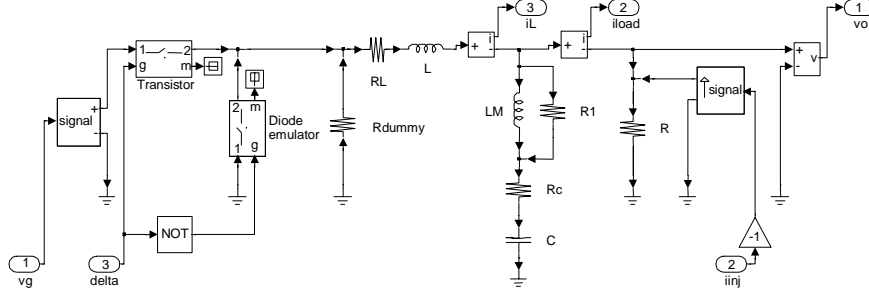 3
iL
2
iload
1
vo
1
2
g
m
Transistor
+
i
-
+
i
-
+
-
v
RL
L
signal
+
-
2
m
1
g
Diode
emulator
Rdummy
LM
R1
R
signal
Rc
C
NOT
-1
1
vg
3
delta
2
iinj